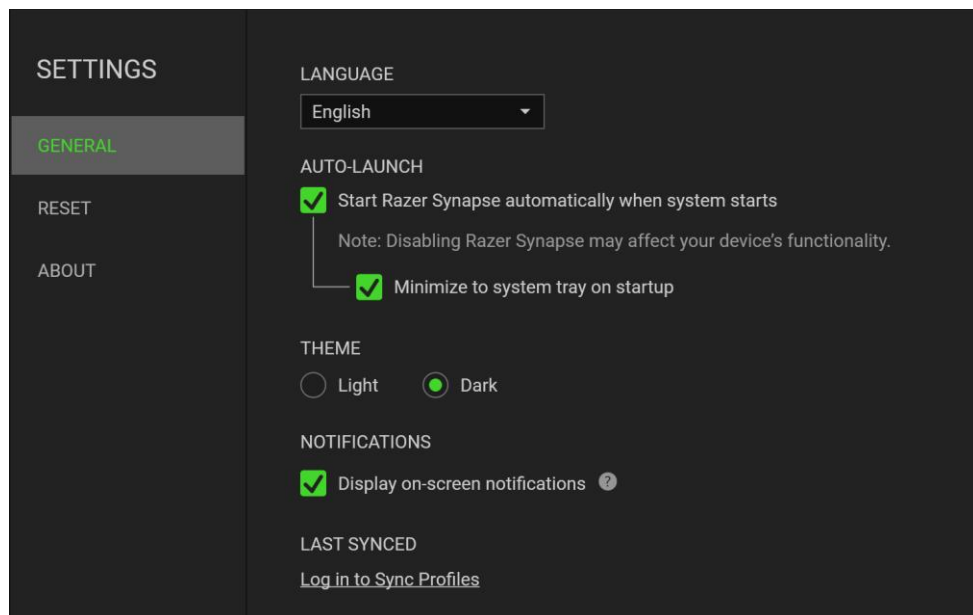 SETTINGS
GENERAL
RESET
ABOUT
LANGUAGE
English
AUTO-LAUNCH
Start Razer Synapse automatically when system starts
Note: Disabling Razer Synapse may affect your device’s functionality.
Minimize to system tray on startup
THEME
Light Dark
NOTIFICATIONS
Display on-screen notifications ?
LAST SYNCED
Log in to Sync Profiles